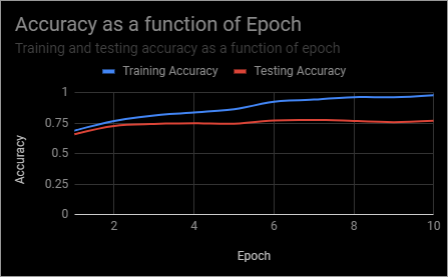 Accuracy as a function of Epoch
Training and testing accuracy as a function of epoch
Training Accuracy Testing Accuracy
1
0.75
0.5
0.25
0
Accuracy
2 4 6 8 10
Epoch